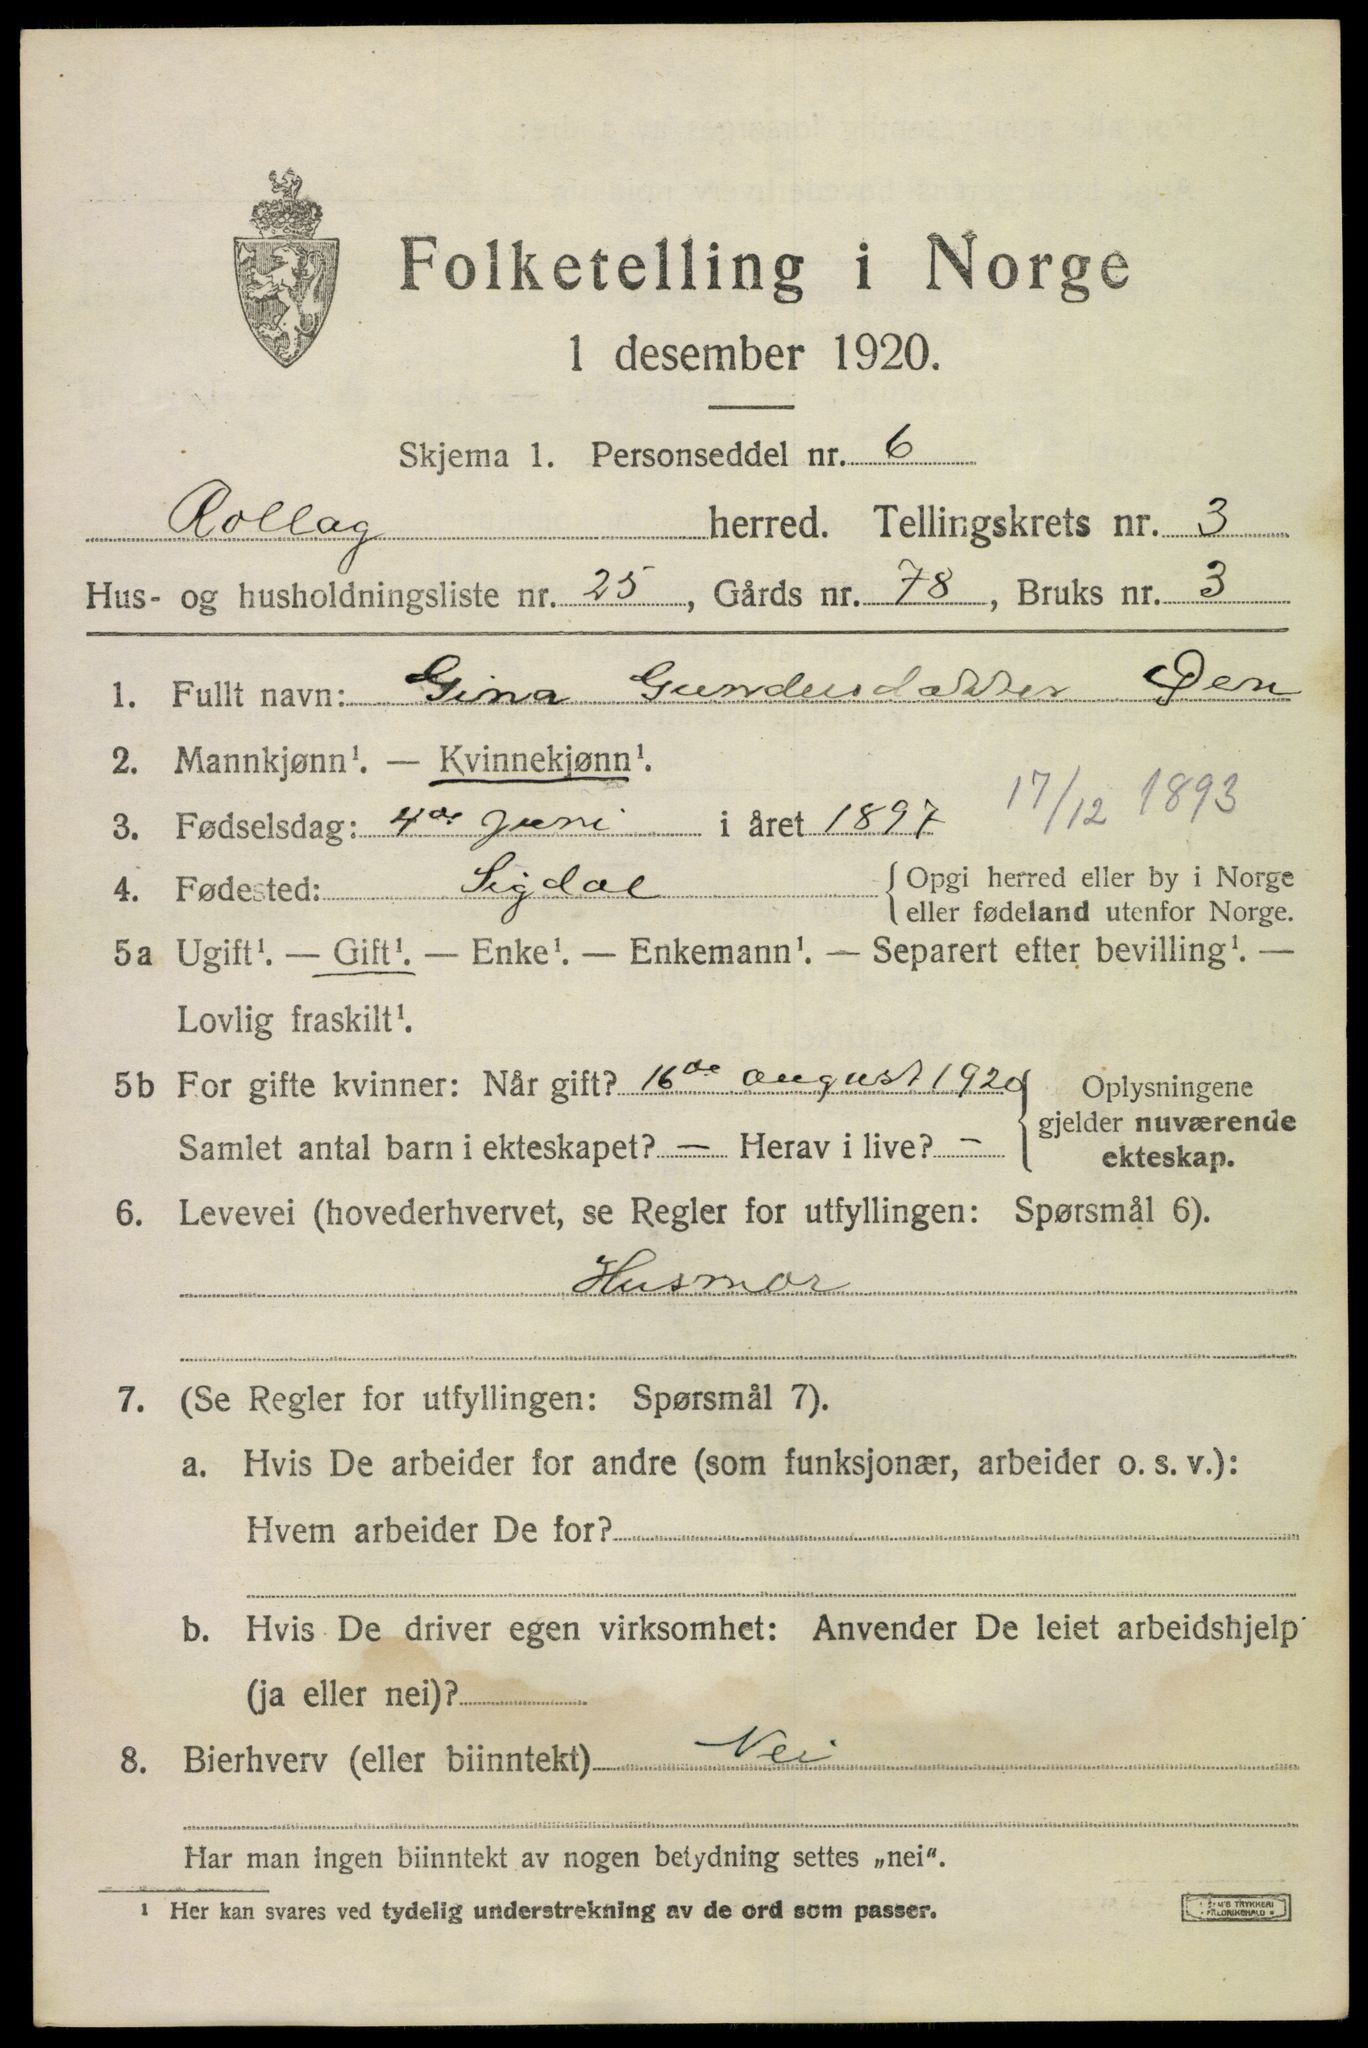 Folketelling i Norge
1 desember 1920.
Skjema 1. Personseddel nr. 6
Rollag herred. Tellingskrets nr. 3
Hus- og husholdningsliste nr. 25, Gårds nr. 78, Bruks nr. 3
1. Fullt navn: Gina
2. Mannkjønn¹. — Kvinnekjønn¹.
3. Fødselsdag: 4de Juni i året 1897 17/12 1893
4. Fødested: Sigdal {Opgi herred eller by i Norge
eller fødeland utenfor Norge.
5a Ugift¹. — Gift¹. — Enke¹. — Enkemann¹. — Separert efter bevilling¹. —
Lovlig fraskilt¹.
5b For gifte kvinner: Når gift? 16de august 1920
Samlet antal barn i ekteskapet? — Herav i live? —
Oplysningene
gjelder nuværende
ekteskap.
6. Levevei (hovederhvervet, se Regler for utfyllingen: Spørsmål 6).
Husmor
7. (Se Regler for utfyllingen: Spørsmål 7).
a. Hvis De arbeider for andre (som funksjonær, arbeider o. s. v.):
Hvem arbeider De for?
b. Hvis De driver egen virksomhet: Anvender De leiet arbeidshjelp
(ja eller nei)?
8. Bierhverv (eller biinntekt) Nei
Har man ingen biinntekt av nogen betydning settes „nei“.
¹ Her kan svares ved tydelig understrekning av de ord som passer.
TRYKKERI